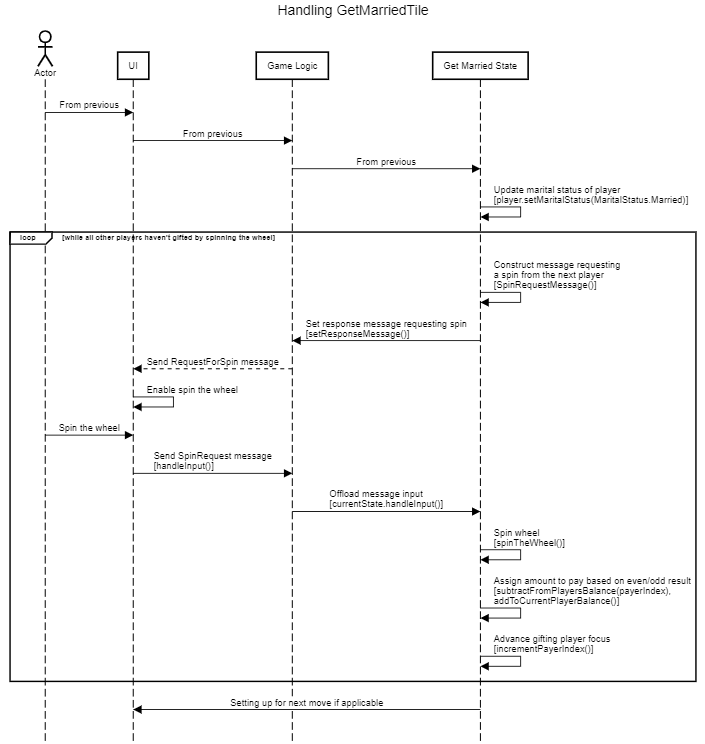 Handling GetMarriedTile
Actor
UI
Game Logic
Get Married State
From previous
From previous
From previous
Update marital status of player
[player.setMaritalStatus(MaritalStatus.Married)]
loop
[while all other players haven't gifted by spinning the wheel]
Construct message requesting
a spin from the next player
[SpinRequestMessage()]
Set response message requesting spin
[setResponseMessage()]
Send RequestForSpin message
Enable spin the wheel
Spin the wheel
Send SpinRequest message
[handleInput()]
Offload message input
[currentState.handleInput()]
Spin wheel
[spinTheWheel()]
Assign amount to pay based on even/odd result
[subtractFromPlayersBalance(payerIndex),
addToCurrentPlayerBalance()]
Advance gifting player focus
[incrementPayerIndex()]
Setting up for next move if applicable